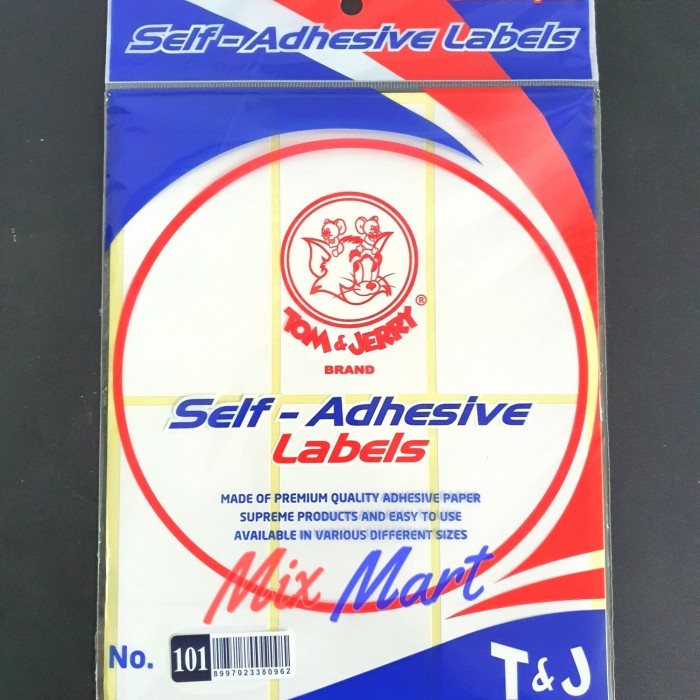 Self-Adhesive Labels
TOM & JERRY ®
BRAND
Self - Adhesive
Labels
MADE OF PREMIUM QUALITY ADHESIVE PAPER
SUPREME PRODUCTS AND EASY TO USE
AVAILABLE IN VARIOUS DIFFERENT SIZES
Mix Mart
No. 101
8997023380962
T & J